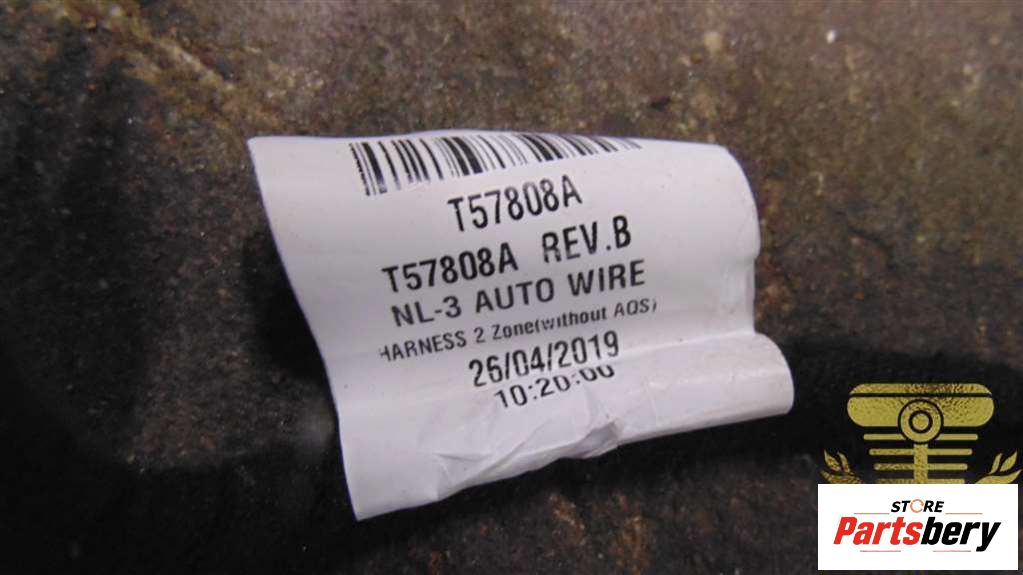 T57808A
T57808A REV.B
NL-3 AUTO WIRE
HARNESS 2 Zone(without AQS)
26/04/2019
10:20:00
STORE
Partsbery